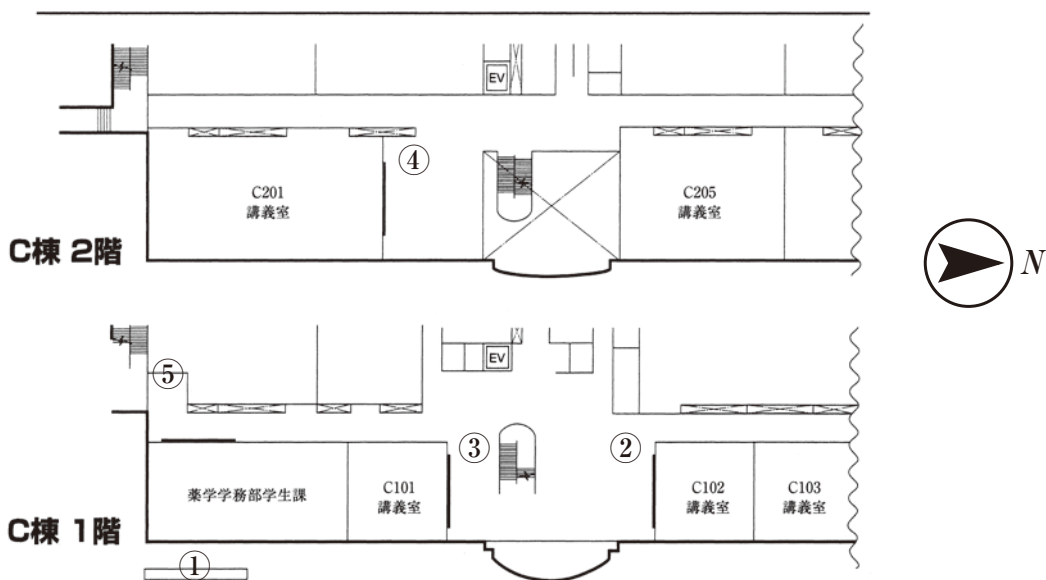 EV
④
C201
講義室
C205
講義室
C棟 2階
N
EV
⑤
③
②
薬学学務部学生課
C101
講義室
C102
講義室
C103
講義室
C棟 1階
①